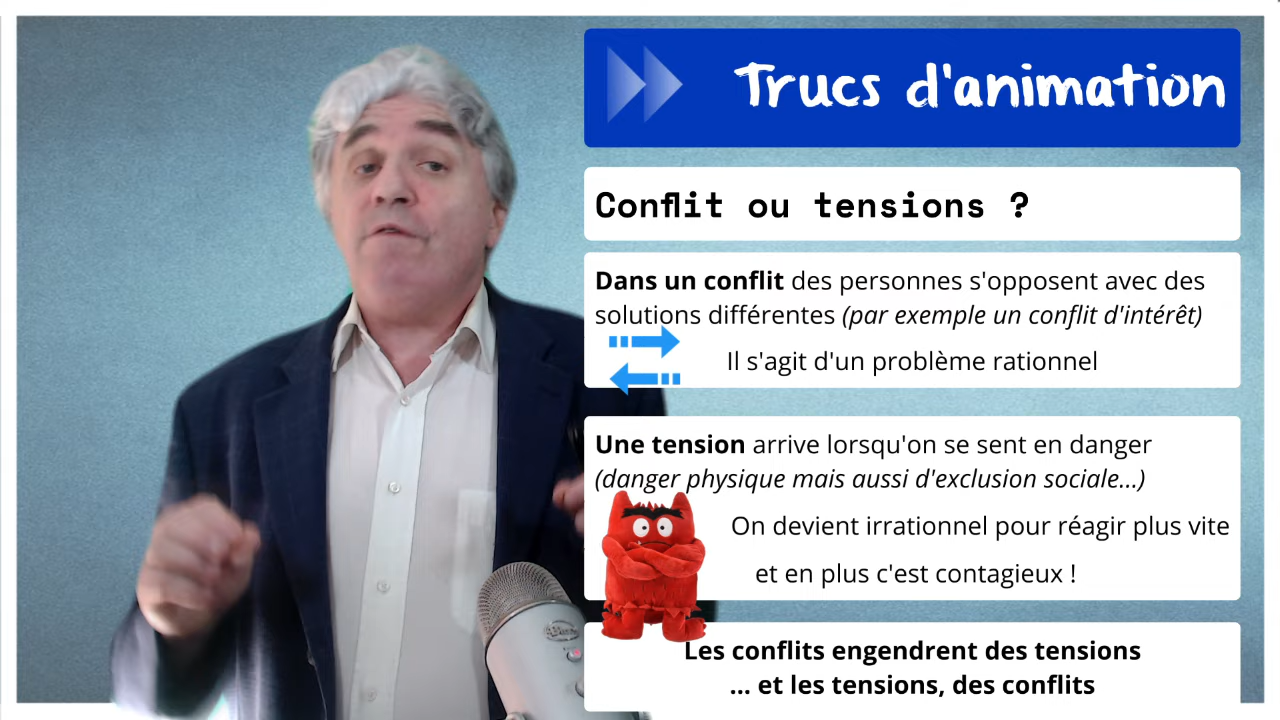 Trucs d'animation
Conflit ou tensions ?
Dans un conflit des personnes s'opposent avec des
solutions différentes (par exemple un conflit d'intérêt)
Il s'agit d'un problème rationnel
Une tension arrive lorsqu'on se sent en danger
(danger physique mais aussi d'exclusion sociale...)
On devient irrationnel pour réagir plus vite
et en plus c'est contagieux !
Les conflits engendrent des tensions
... et les tensions, des conflits